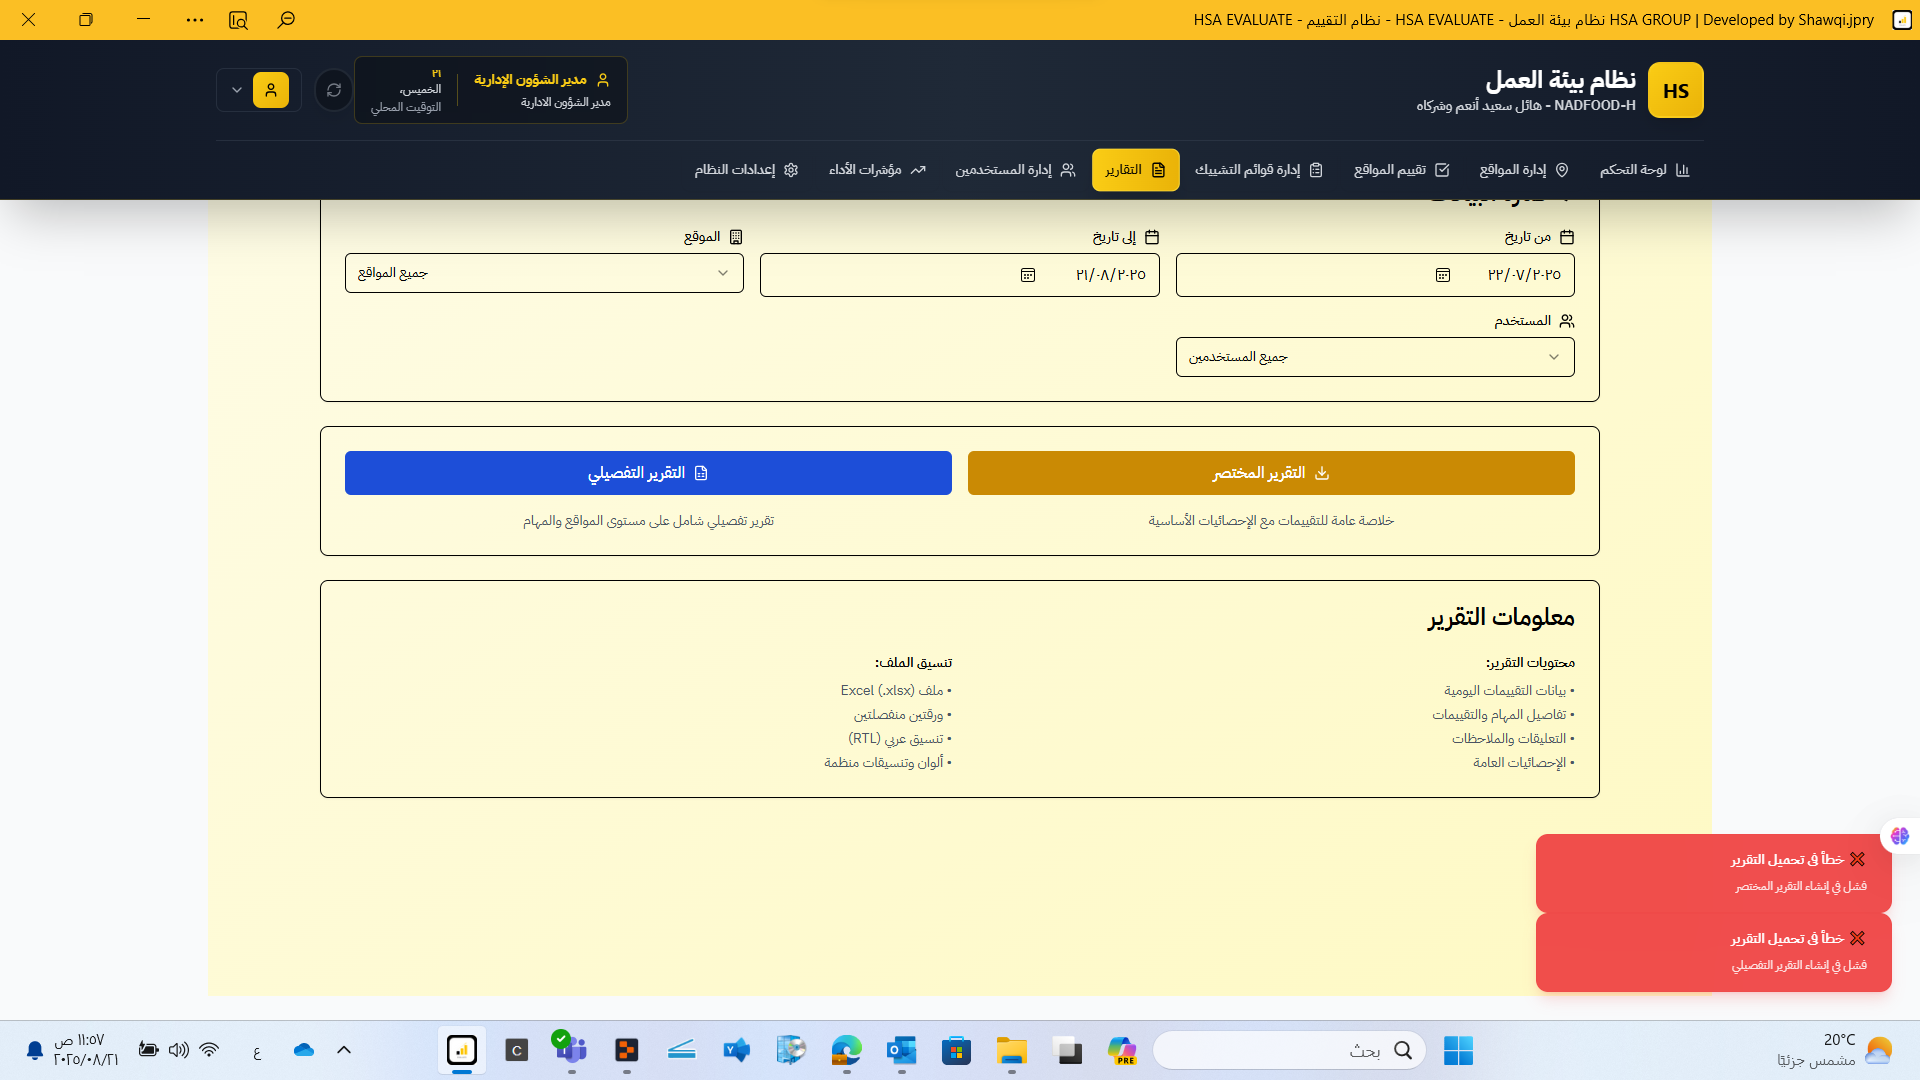 HSA EVALUATE - نظام التقييم - HSA EVALUATE - نظام بيئة العمل HSA GROUP | Developed by Shawqi.jpry
HS
نظام بيئة العمل
NADFOOD-H - هائل سعيد أنعم وشركاه
مدير الشؤون الإدارية
مدير الشؤون الادارية
٢١
الخميس،
التوقيت المحلي
لوحة التحكم
إدارة المواقع
تقييم المواقع
إدارة قوائم التشييك
التقارير
إدارة المستخدمين
مؤشرات الأداء
إعدادات النظام
من تاريخ
٢٢/٠٧/٢٠٢٥
إلى تاريخ
٢١/٠٨/٢٠٢٥
الموقع
جميع المواقع
المستخدم
جميع المستخدمين
التقرير المختصر
خلاصة عامة للتقييمات مع الإحصائيات الأساسية
التقرير التفصيلي
تقرير تفصيلي شامل على مستوى المواقع والمهام
معلومات التقرير
محتويات التقرير:
• بيانات التقييمات اليومية
• تفاصيل المهام والتقييمات
• التعليقات والملاحظات
• الإحصائيات العامة
تنسيق الملف:
• ملف Excel (.xlsx)
• ورقتين منفصلتين
• تنسيق عربي (RTL)
• ألوان وتنسيقات منظمة
خطأ في تحميل التقرير
فشل في إنشاء التقرير المختصر
خطأ في تحميل التقرير
فشل في إنشاء التقرير التفصيلي
20°C
مشمس جزئيًا
بحث
PRE
C
ع
١١:٥٧ ص
٢٠٢٥/٠٨/٢١